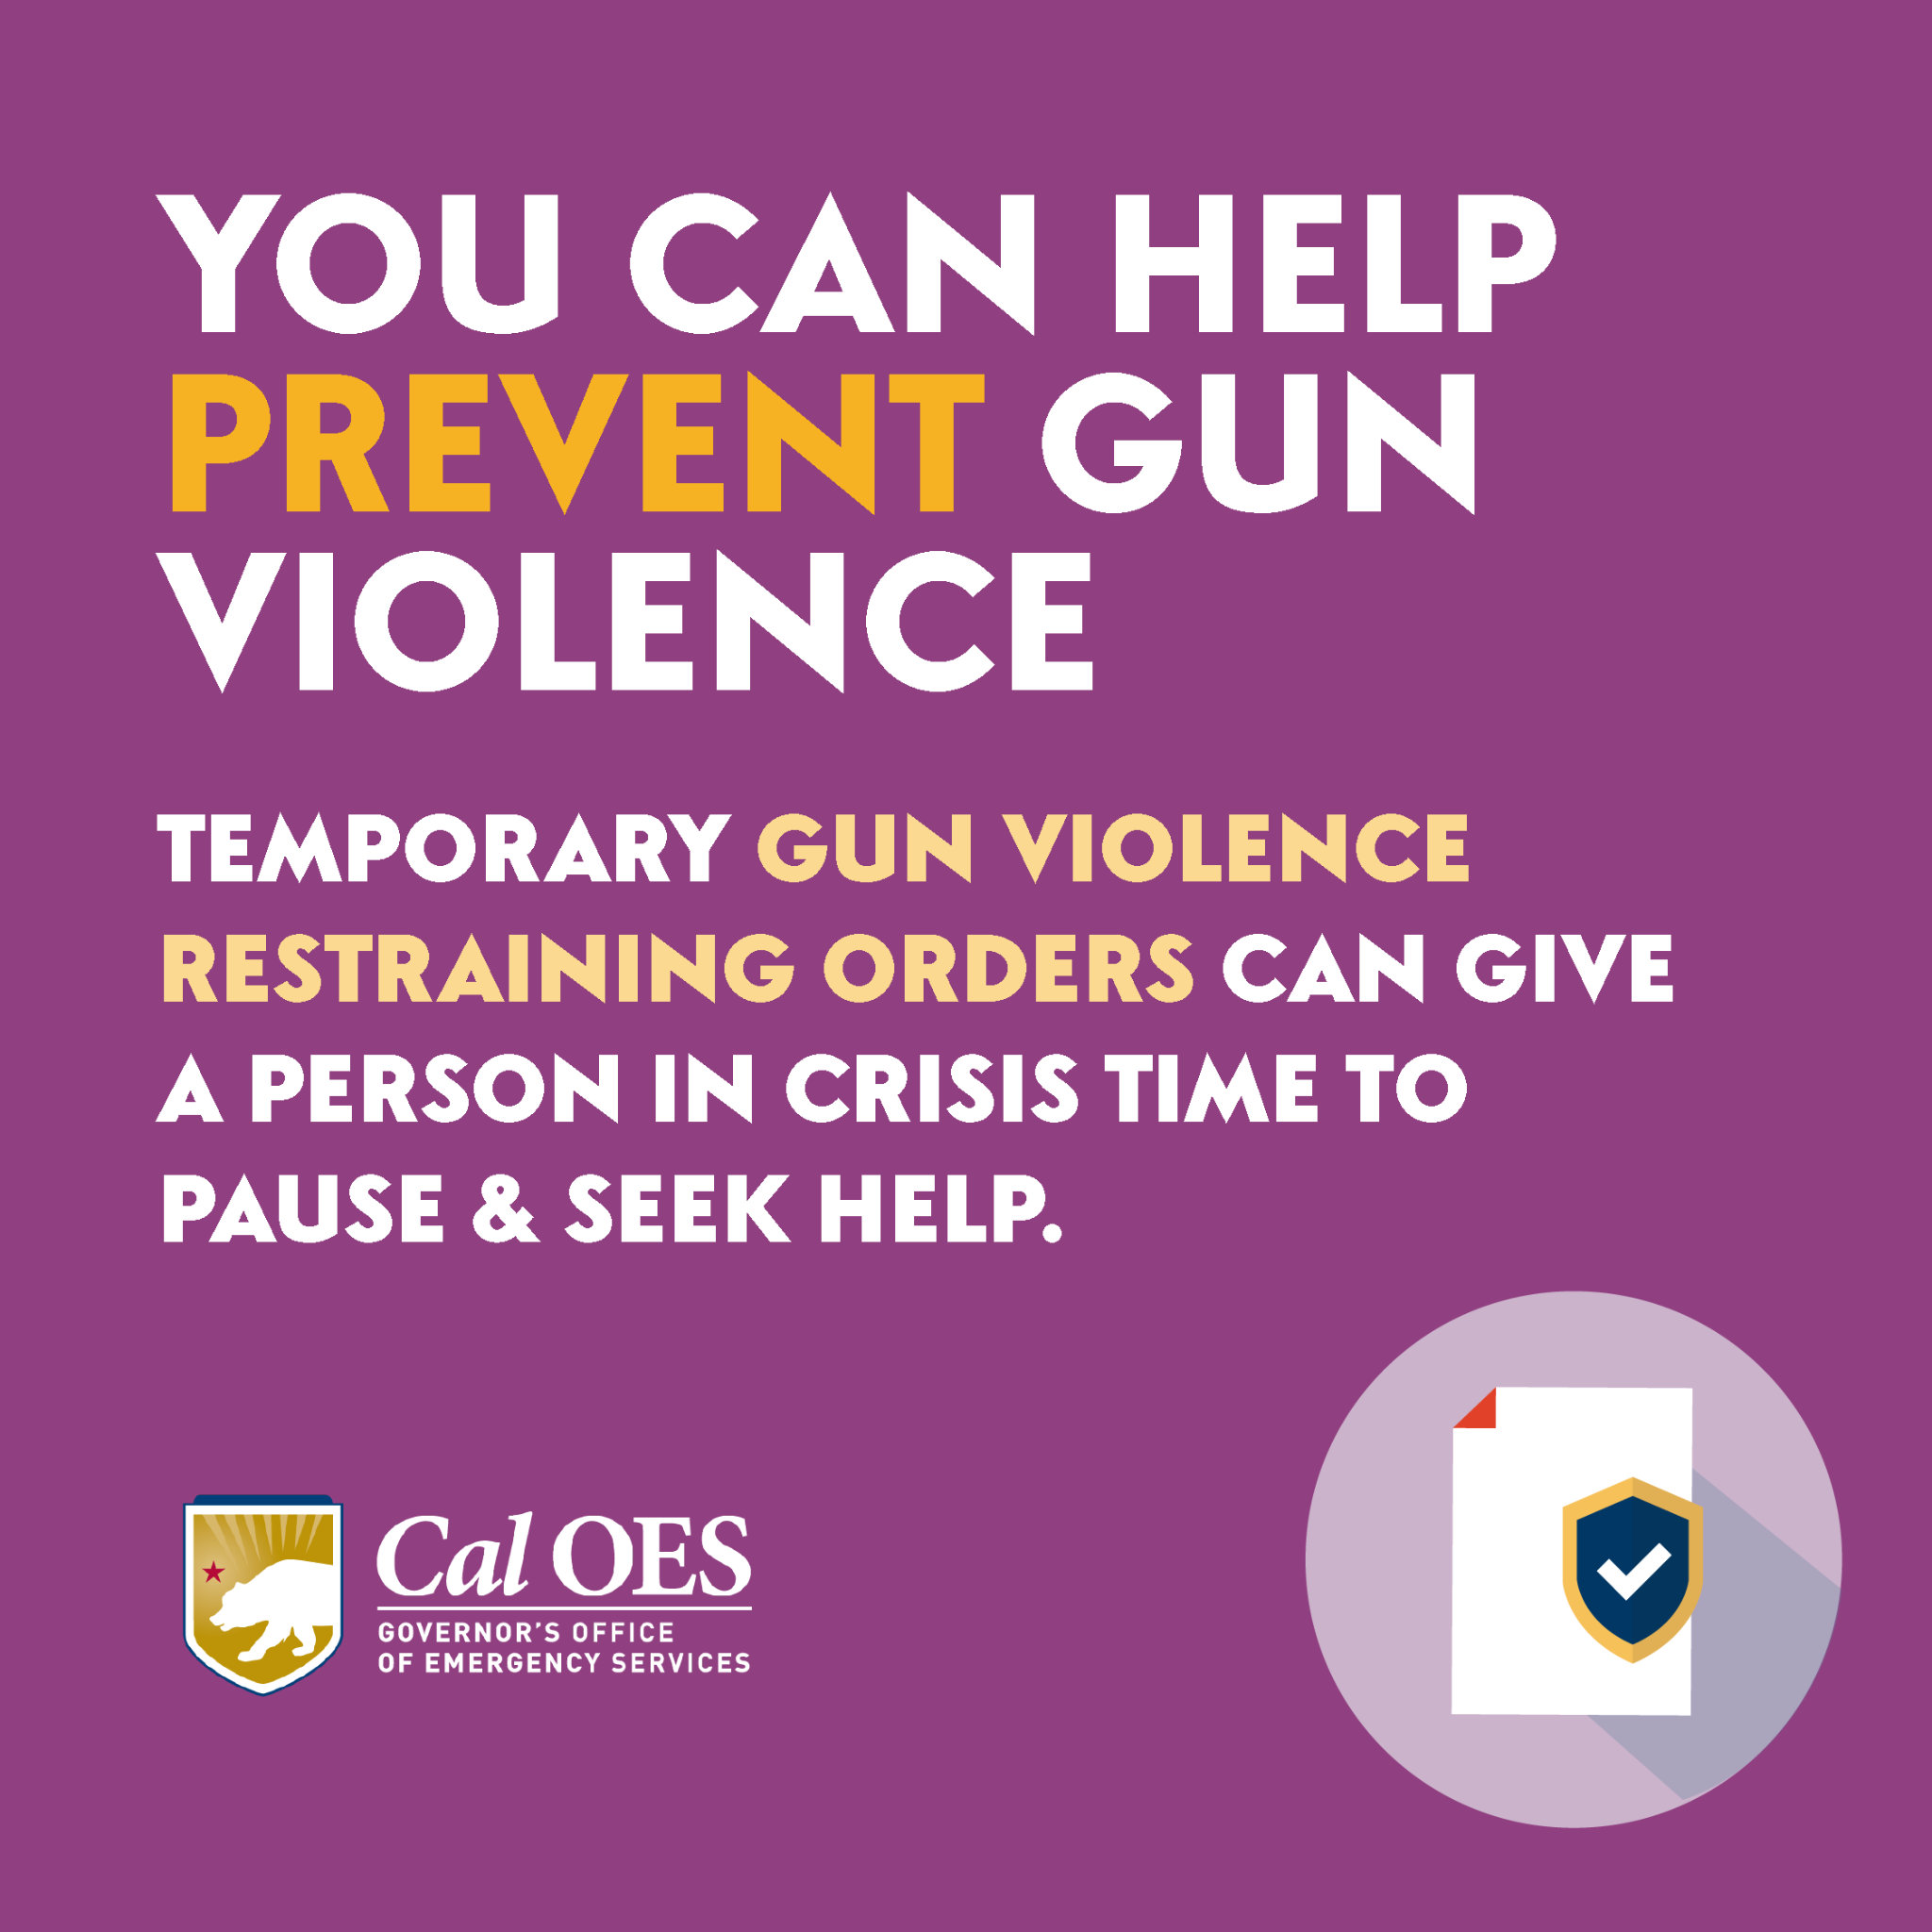 YOU CAN HELP
PREVENT GUN
VIOLENCE
TEMPORARY GUN VIOLENCE
RESTRAINING ORDERS CAN GIVE
A PERSON IN CRISIS TIME TO
PAUSE & SEEK HELP.
Cal OES
GOVERNOR'S OFFICE
OF EMERGENCY SERVICES